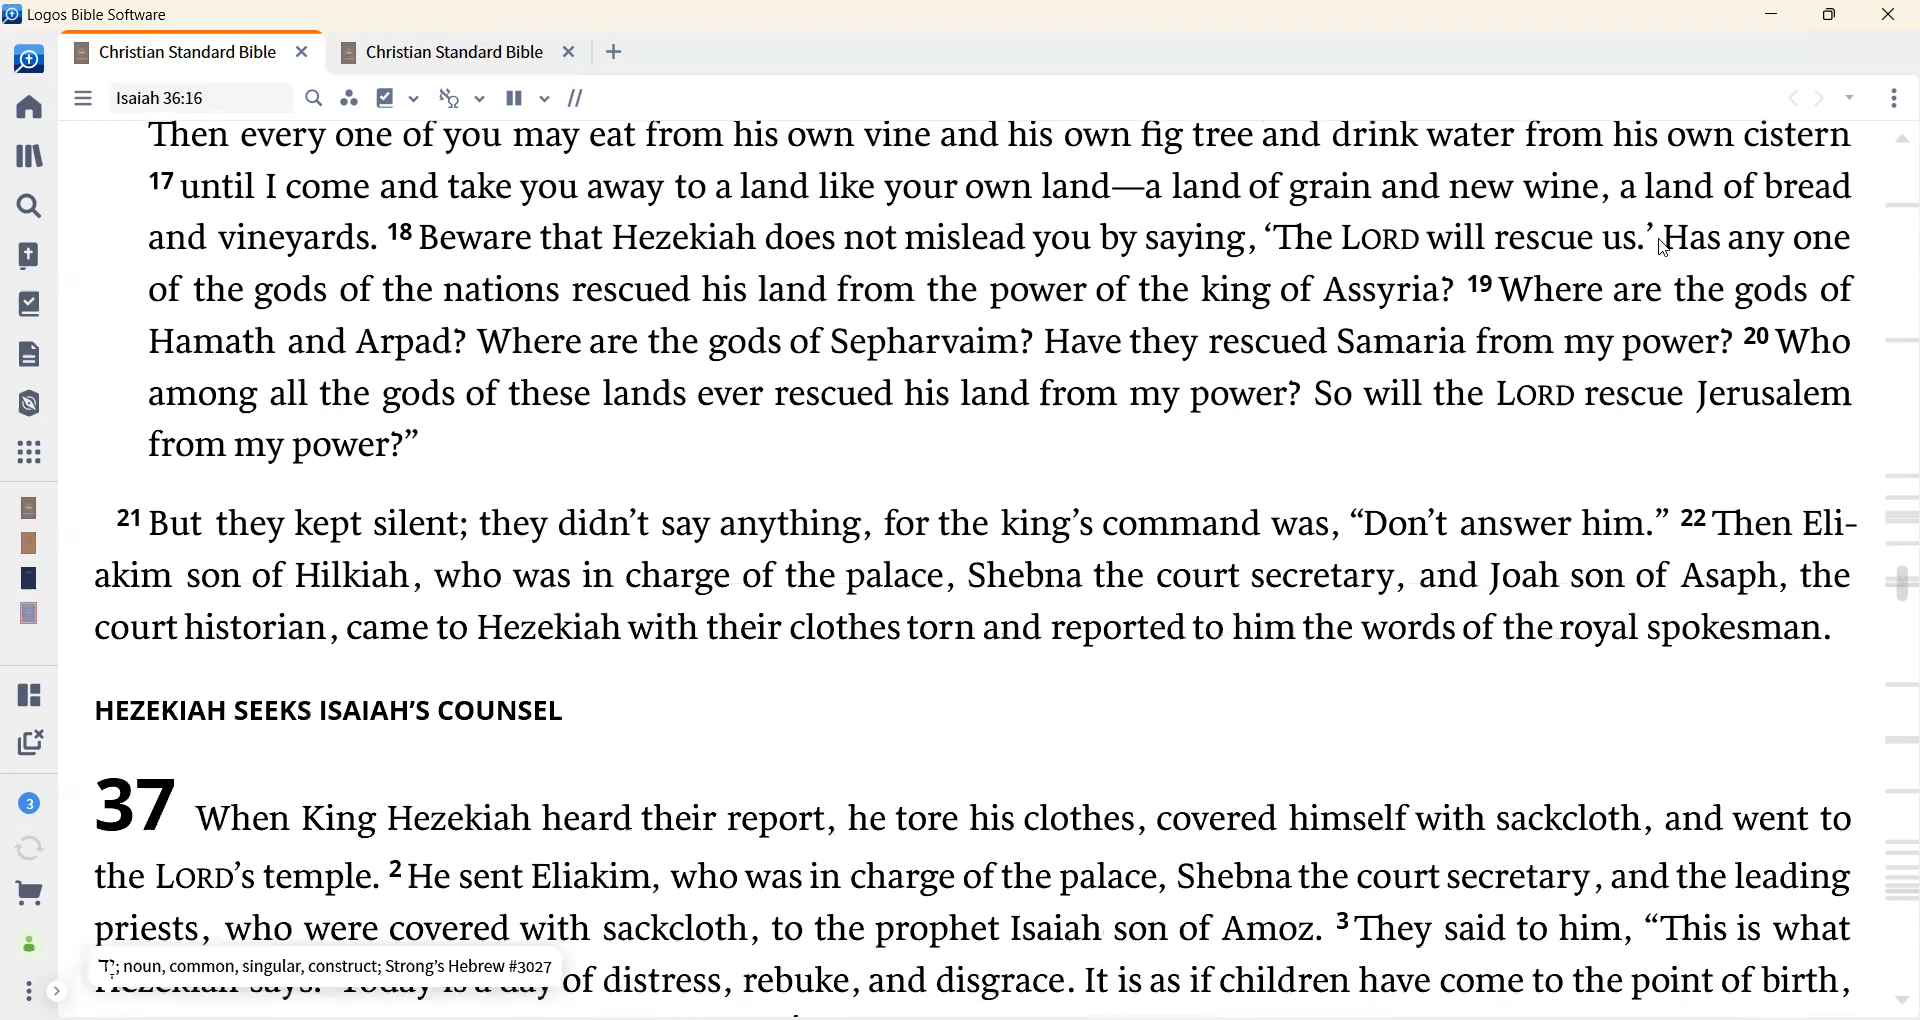 Logos Bible Software
Christian Standard Bible
Christian Standard Bible
Isaiah 36:16
Then every one of you may eat from his own vine and his own fig tree and drink water from his own cistern
17 until I come and take you away to a land like your own land—a land of grain and new wine, a land of bread
and vineyards. 18 Beware that Hezekiah does not mislead you by saying, ‘The LORD will rescue us.’ Has any one
of the gods of the nations rescued his land from the power of the king of Assyria? 19 Where are the gods of
Hamath and Arpad? Where are the gods of Sepharvaim? Have they rescued Samaria from my power? 20 Who
among all the gods of these lands ever rescued his land from my power? So will the LORD rescue Jerusalem
from my power?”
21 But they kept silent; they didn’t say anything, for the king’s command was, “Don’t answer him.” 22 Then Eli-
akim son of Hilkiah, who was in charge of the palace, Shebna the court secretary, and Joah son of Asaph, the
court historian, came to Hezekiah with their clothes torn and reported to him the words of the royal spokesman.
HEZEKIAH SEEKS ISAIAH’S COUNSEL
37 When King Hezekiah heard their report, he tore his clothes, covered himself with sackcloth, and went to
the LORD’s temple. 2 He sent Eliakim, who was in charge of the palace, Shebna the court secretary, and the leading
priests, who were covered with sackcloth, to the prophet Isaiah son of Amoz. 3 They said to him, “This is what
Hezekiah says: ‘Today is a day of distress, rebuke, and disgrace. It is as if children have come to the point of birth,
יָד; noun, common, singular, construct; Strong’s Hebrew #3027
3